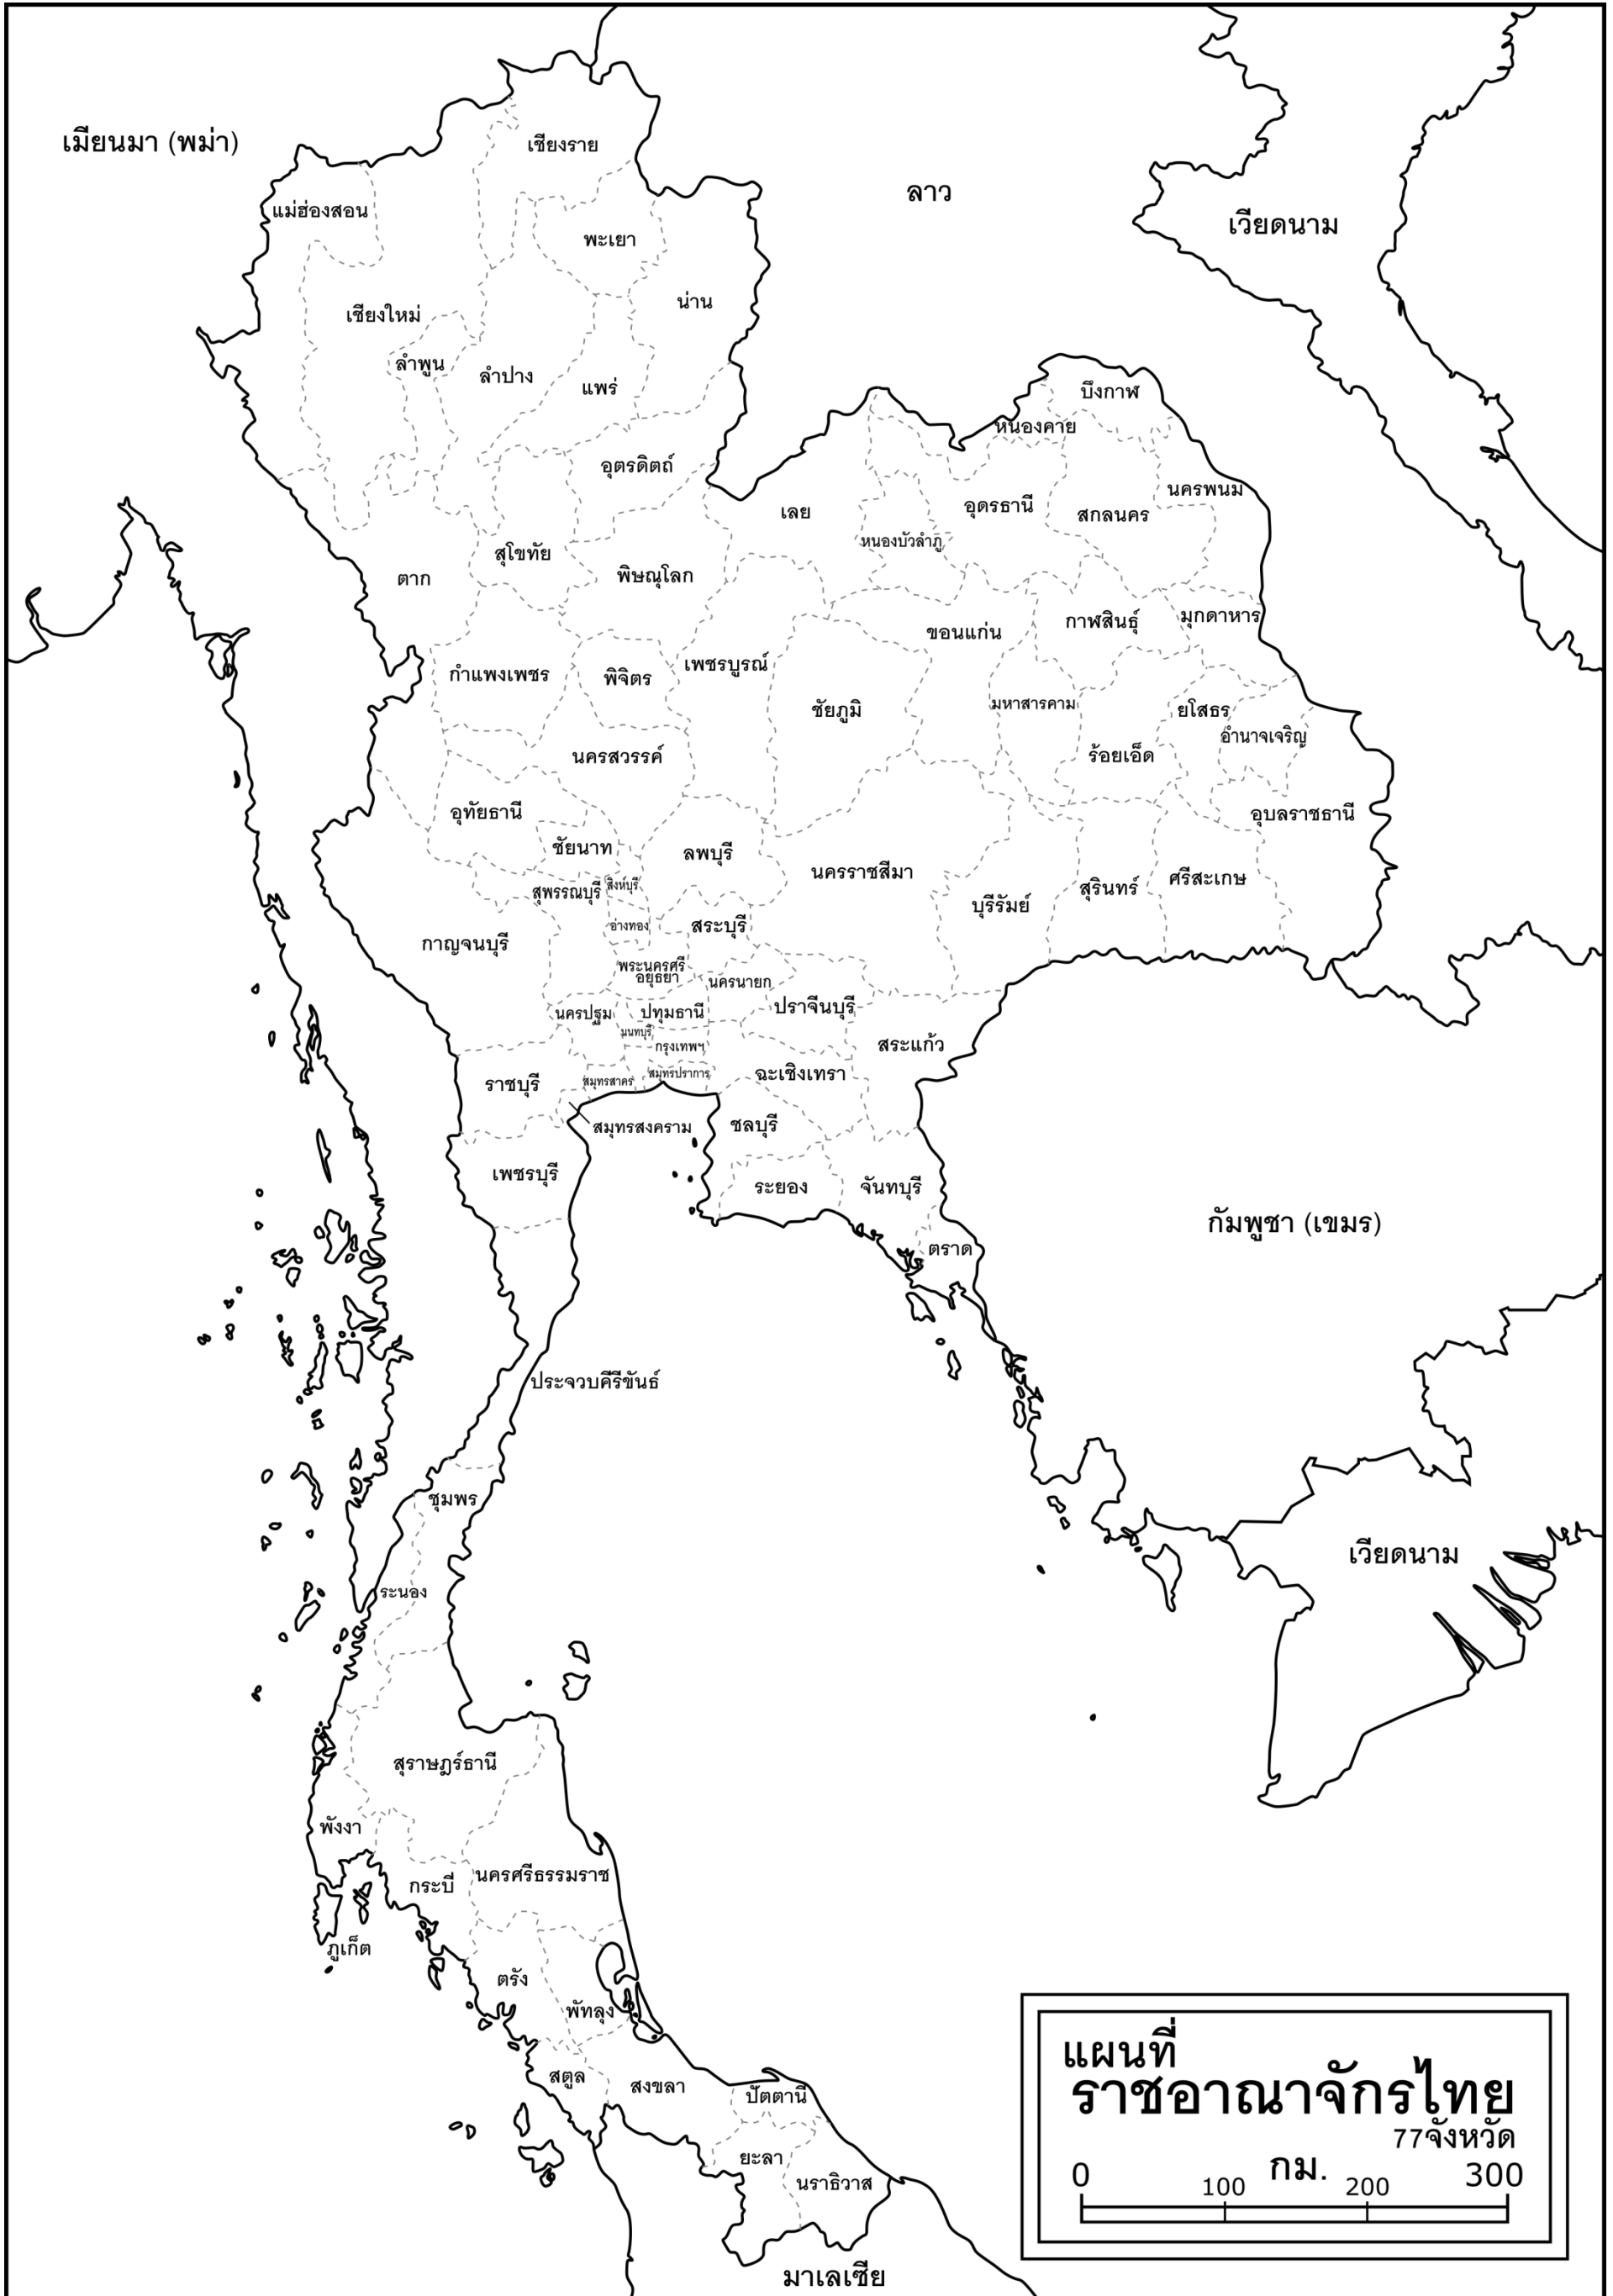 เมียนมา (พม่า)
เชียงราย
ลาว
แม่ฮ่องสอน
เวียดนาม
พะเยา
น่าน
เชียงใหม่
ลำพูน
ลำปาง
แพร่
บึงกาฬ
หนองคาย
อุตรดิตถ์
นครพนม
เลย
อุดรธานี
สกลนคร
หนองบัวลำภู
สุโขทัย
ตาก
พิษณุโลก
มุกดาหาร
กาฬสินธุ์
ขอนแก่น
เพชรบูรณ์
กำแพงเพชร
พิจิตร
มหาสารคาม
ชัยภูมิ
ยโสธร
อำนาจเจริญ
นครสวรรค์
ร้อยเอ็ด
อุทัยธานี
อุบลราชธานี
ชัยนาท
ลพบุรี
นครราชสีมา
ศรีสะเกษ
สุรินทร์
สุพรรณบุรี
สิงห์บุรี
บุรีรัมย์
อ่างทอง
สระบุรี
กาญจนบุรี
พระนครศรี
อยุธยา
นครนายก
ปราจีนบุรี
นครปฐม
ปทุมธานี
นนทบุรี
กรุงเทพฯ
สระแก้ว
ราชบุรี
สมุทรสาคร
สมุทรปราการ
ฉะเชิงเทรา
สมุทรสงคราม
ชลบุรี
เพชรบุรี
ระยอง
จันทบุรี
กัมพูชา (เขมร)
ตราด
ประจวบคีรีขันธ์
ชุมพร
เวียดนาม
ระนอง
สุราษฎร์ธานี
พังงา
นครศรีธรรมราช
กระบี่
ภูเก็ต
ตรัง
พัทลุง
สตูล
สงขลา
ปัตตานี
ยะลา
นราธิวาส
มาเลเซีย
แผนที่
ราชอาณาจักรไทย
77จังหวัด
กม.
0 100 200 300